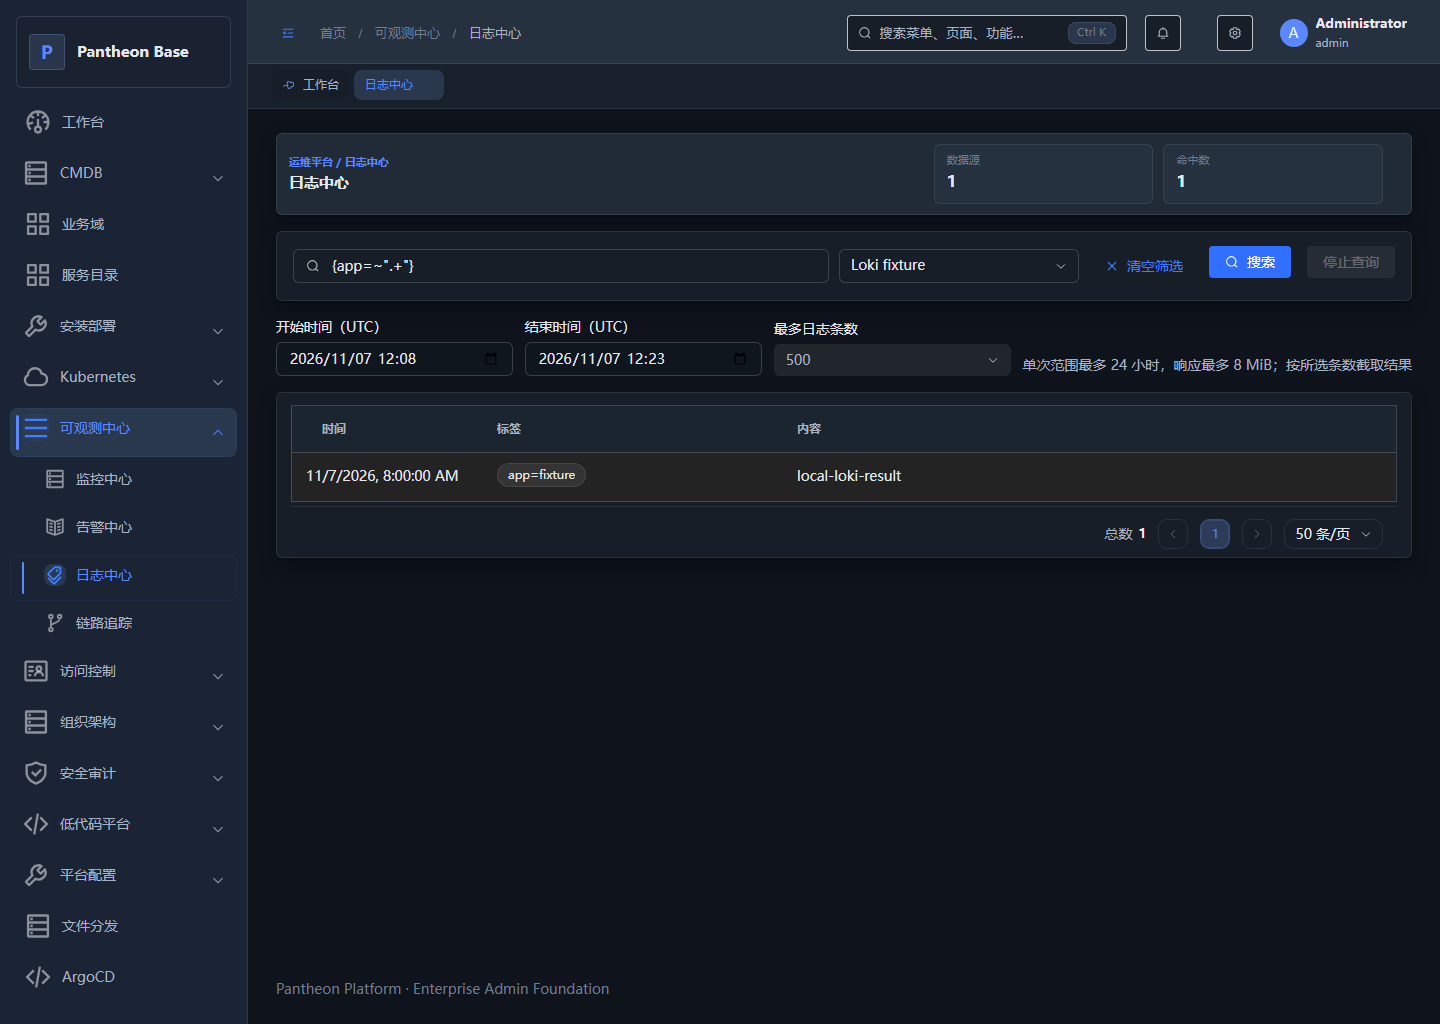 P Pantheon Base
首页 / 可观测中心 / 日志中心
搜索菜单、页面、功能... Ctrl K
A Administrator
admin
工作台 日志中心
工作台
CMDB
业务域
服务目录
安装部署
Kubernetes
可观测中心
监控中心
告警中心
日志中心
链路追踪
访问控制
组织架构
安全审计
低代码平台
平台配置
文件分发
ArgoCD
运维平台 / 日志中心
日志中心
数据源
1
命中数
1
{app=~".+"} Loki fixture 清空筛选 搜索 停止查询
开始时间（UTC） 结束时间（UTC） 最多日志条数
2026/11/07 12:08 2026/11/07 12:23 500 单次范围最多 24 小时，响应最多 8 MiB；按所选条数截取结果
时间 标签 内容
11/7/2026, 8:00:00 AM app=fixture local-loki-result
总数 1 1 50 条/页
Pantheon Platform · Enterprise Admin Foundation